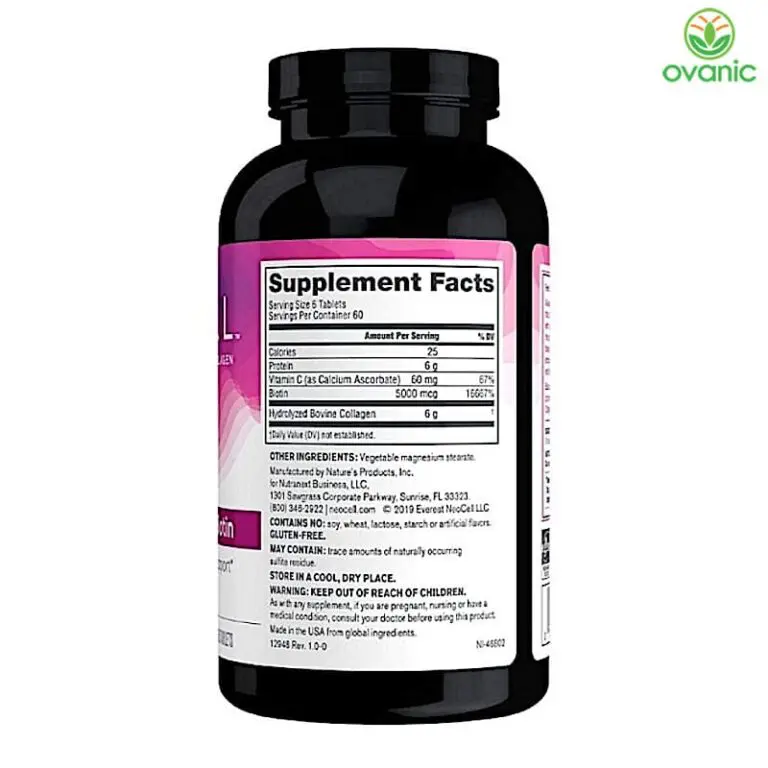 ovanic
Supplement Facts
Serving Size 6 Tablets
Servings Per Container 60
Amount Per Serving % DV
Calories 25
Protein 6 g
Vitamin C (as Calcium Ascorbate) 60 mg 67%
Biotin 5000 mcg 16667%
Hydrolyzed Bovine Collagen 6 g †
†Daily Value (DV) not established.
OTHER INGREDIENTS: Vegetable magnesium stearate.
Manufactured by Nature's Products, Inc.
for Nutranext Business, LLC,
1301 Sawgrass Corporate Parkway, Sunrise, FL 33323.
(800) 346-2922 | neocell.com © 2019 Everest NeoCell LLC
CONTAINS NO: soy, wheat, lactose, starch or artificial flavors.
GLUTEN-FREE.
MAY CONTAIN: trace amounts of naturally occurring
sulfite residue.
STORE IN A COOL, DRY PLACE.
WARNING: KEEP OUT OF REACH OF CHILDREN.
As with any supplement, if you are pregnant, nursing or have a
medical condition, consult your doctor before using this product.
Made in the USA from global ingredients.
12948 Rev. 1.0-0